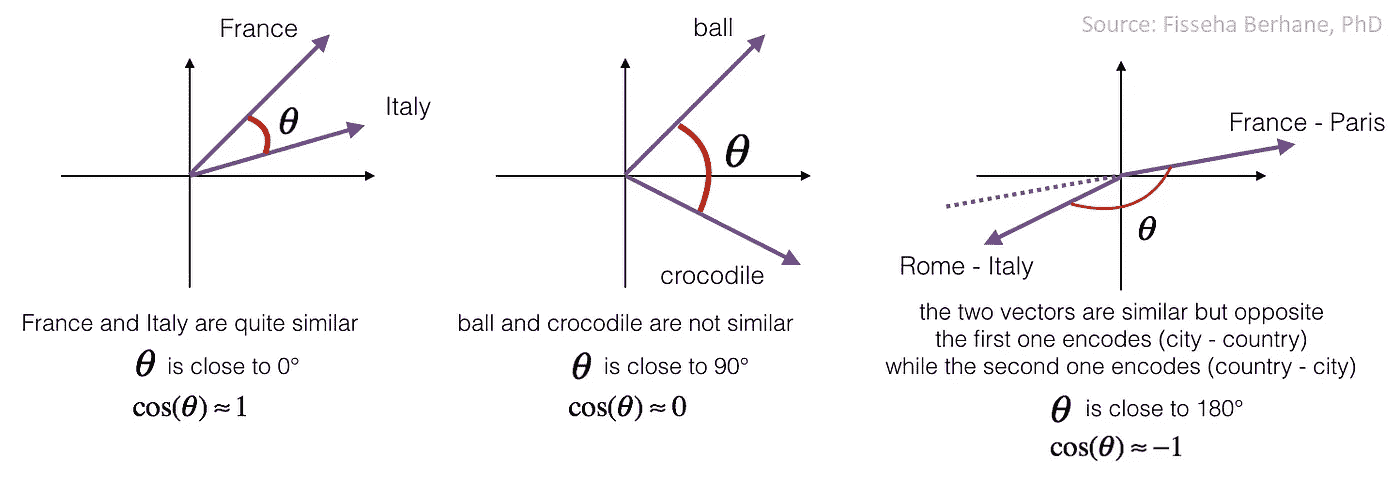 Source: Fisseha Berhane, PhD
France
Italy
θ
France and Italy are quite similar
θ is close to 0°
cos(θ) ≈ 1
ball
θ
crocodile
ball and crocodile are not similar
θ is close to 90°
cos(θ) ≈ 0
France - Paris
θ
Rome - Italy
the two vectors are similar but opposite
the first one encodes (city - country)
while the second one encodes (country - city)
θ is close to 180°
cos(θ) ≈ −1